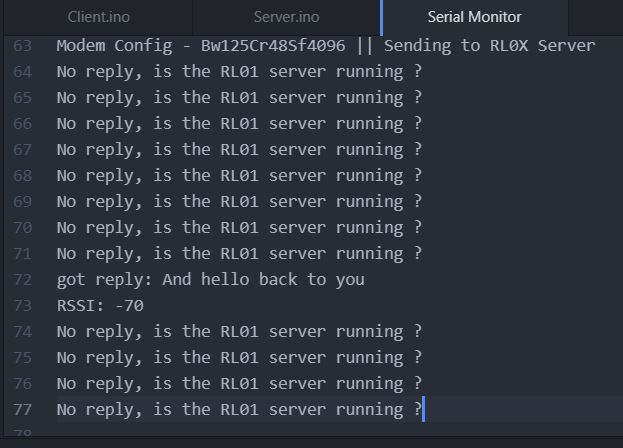 Client.ino Server.ino Serial Monitor
63 Modem Config - Bw125Cr48Sf4096 || Sending to RL0X Server
64 No reply, is the RL01 server running ?
65 No reply, is the RL01 server running ?
66 No reply, is the RL01 server running ?
67 No reply, is the RL01 server running ?
68 No reply, is the RL01 server running ?
69 No reply, is the RL01 server running ?
70 No reply, is the RL01 server running ?
71 No reply, is the RL01 server running ?
72 got reply: And hello back to you
73 RSSI: -70
74 No reply, is the RL01 server running ?
75 No reply, is the RL01 server running ?
76 No reply, is the RL01 server running ?
77 No reply, is the RL01 server running ?
78